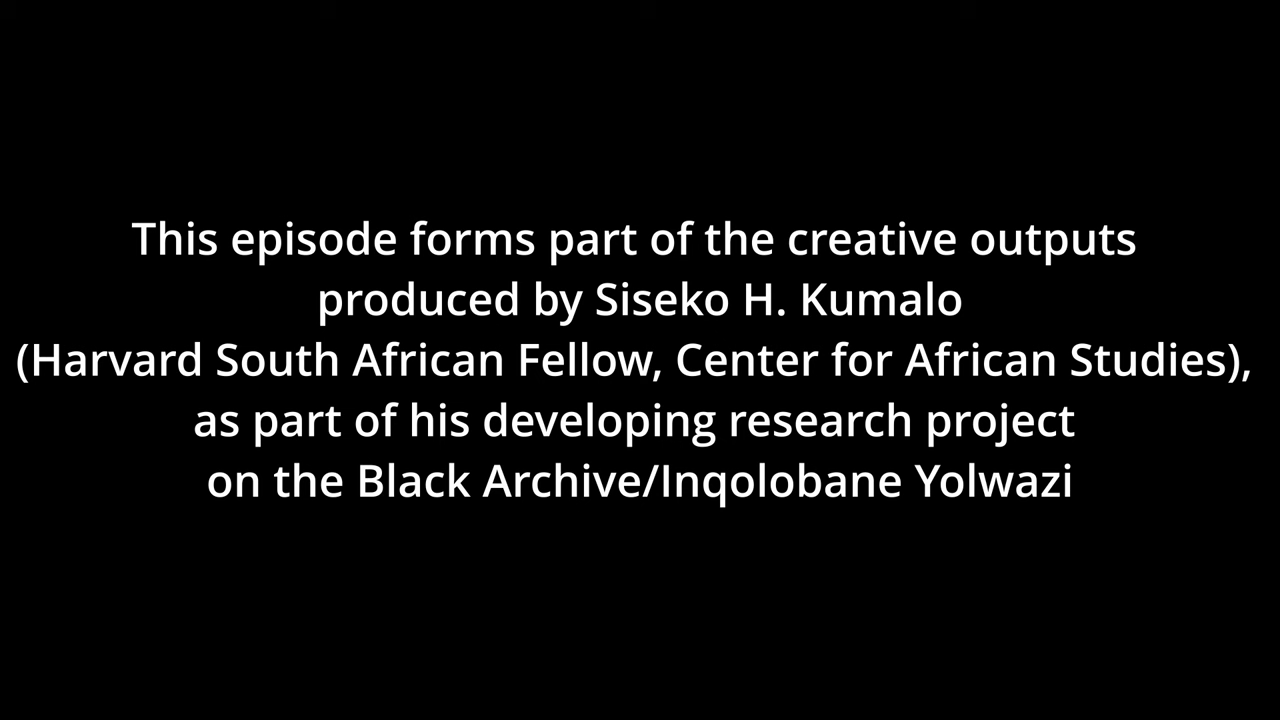 This episode forms part of the creative outputs
produced by Siseko H. Kumalo
(Harvard South African Fellow, Center for African Studies),
as part of his developing research project
on the Black Archive/Inqolobane Yolwazi